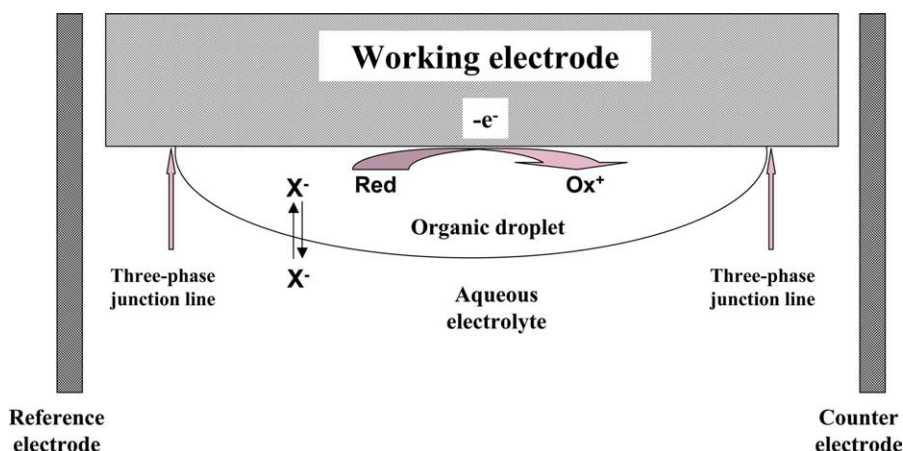 Working electrode
-e-
Red
Ox+
X-
Organic droplet
X-
Three-phase
junction line
Three-phase
junction line
Aqueous
electrolyte
Reference
electrode
Counter
electrode